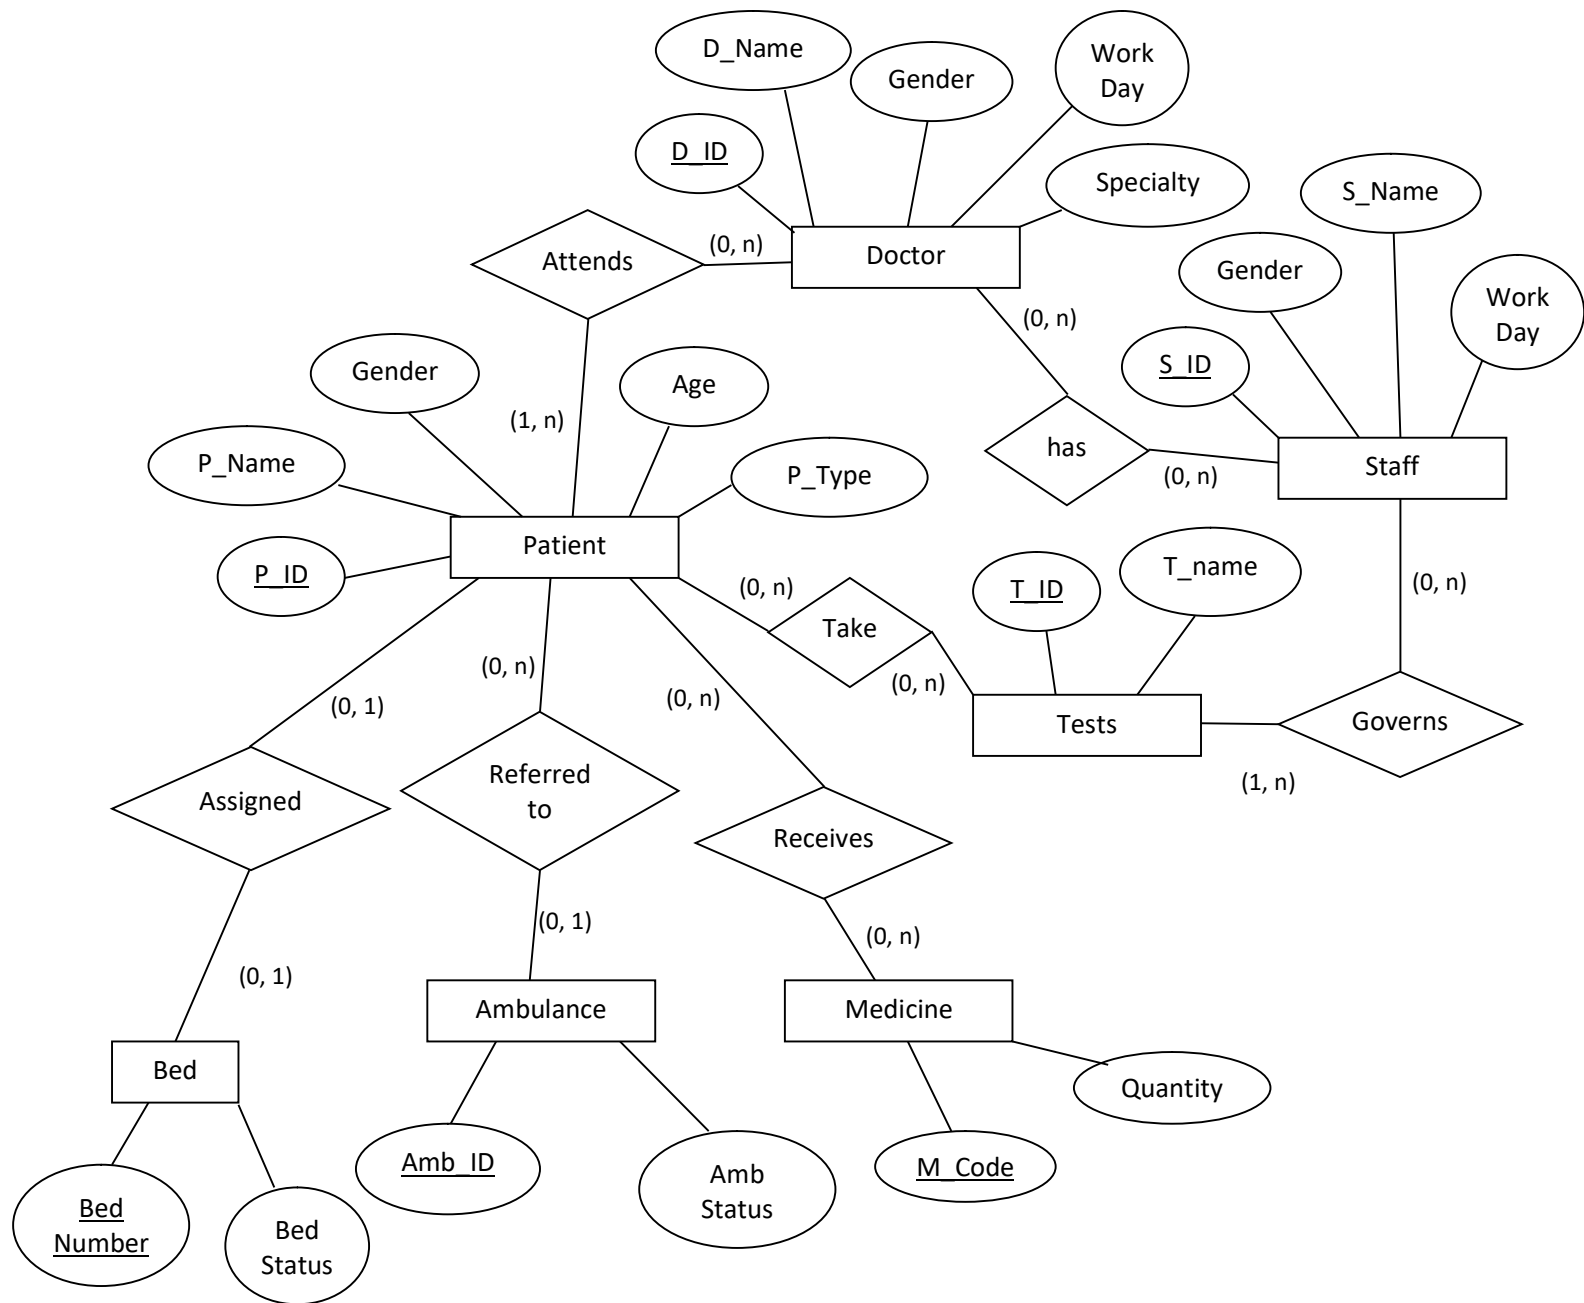 D_Name
Gender
Work
Day
D_ID
Specialty
S_Name
Attends
(0, n)
Doctor
Gender
Work
Day
(0, n)
S_ID
Gender
Age
(1, n)
P_Name
P_Type
has
(0, n)
Staff
Patient
P_ID
(0, n)
T_ID
T_name
(0, n)
Take
(0, n)
(0, 1)
(0, n)
(0, n)
Tests
Governs
(1, n)
Assigned
Referred
to
Receives
(0, 1)
(0, n)
(0, 1)
Ambulance
Medicine
Bed
Quantity
Amb_ID
Amb
Status
M_Code
Bed
Number
Bed
Status